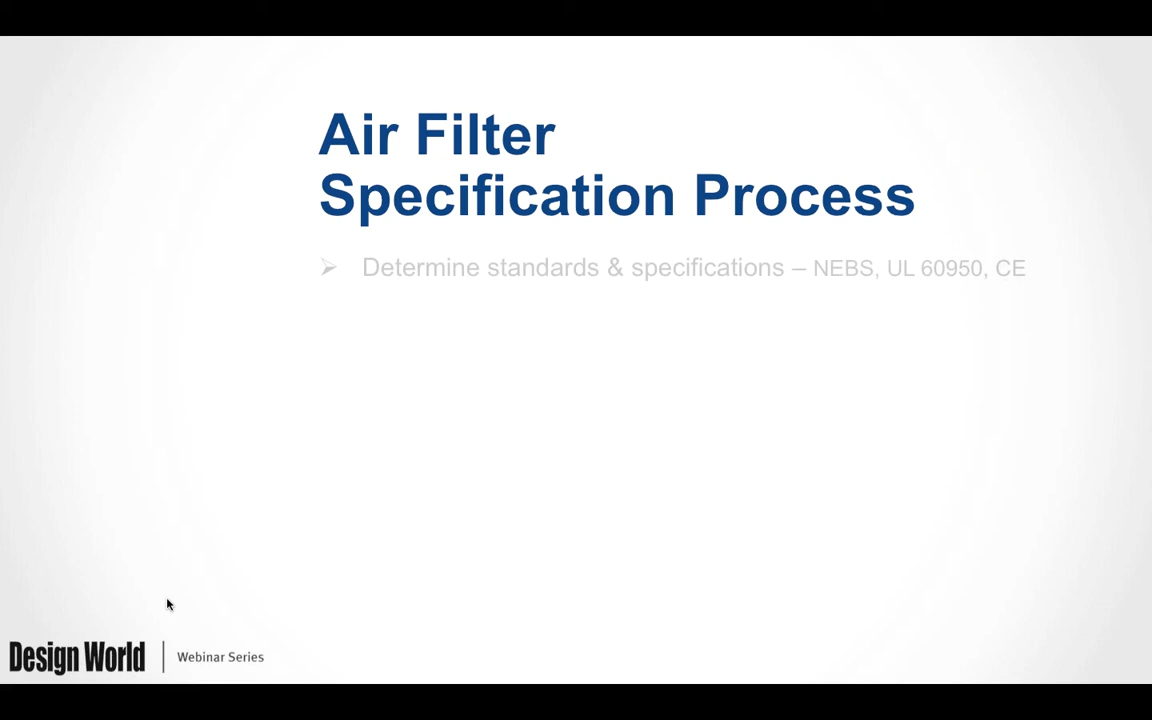 Air Filter
Specification Process
➢ Determine standards & specifications – NEBS, UL 60950, CE
Design World | Webinar Series